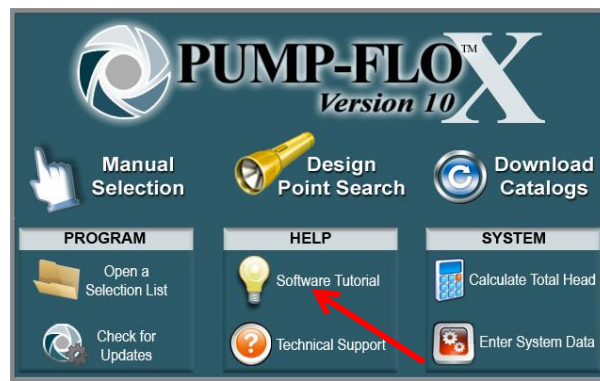 PUMP-FLO X™
Version 10
Manual
Selection
Design
Point Search
Download
Catalogs
PROGRAM
Open a
Selection List
Check for
Updates
HELP
Software Tutorial
Technical Support
SYSTEM
Calculate Total Head
Enter System Data